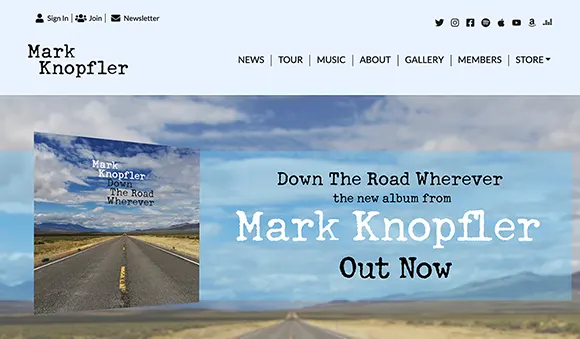 Sign In | Join | Newsletter
Mark
Knopfler
NEWS | TOUR | MUSIC | ABOUT | GALLERY | MEMBERS | STORE
Mark
Knopfler
Down
The Road
Wherever
Down The Road Wherever
the new album from
Mark Knopfler
Out Now